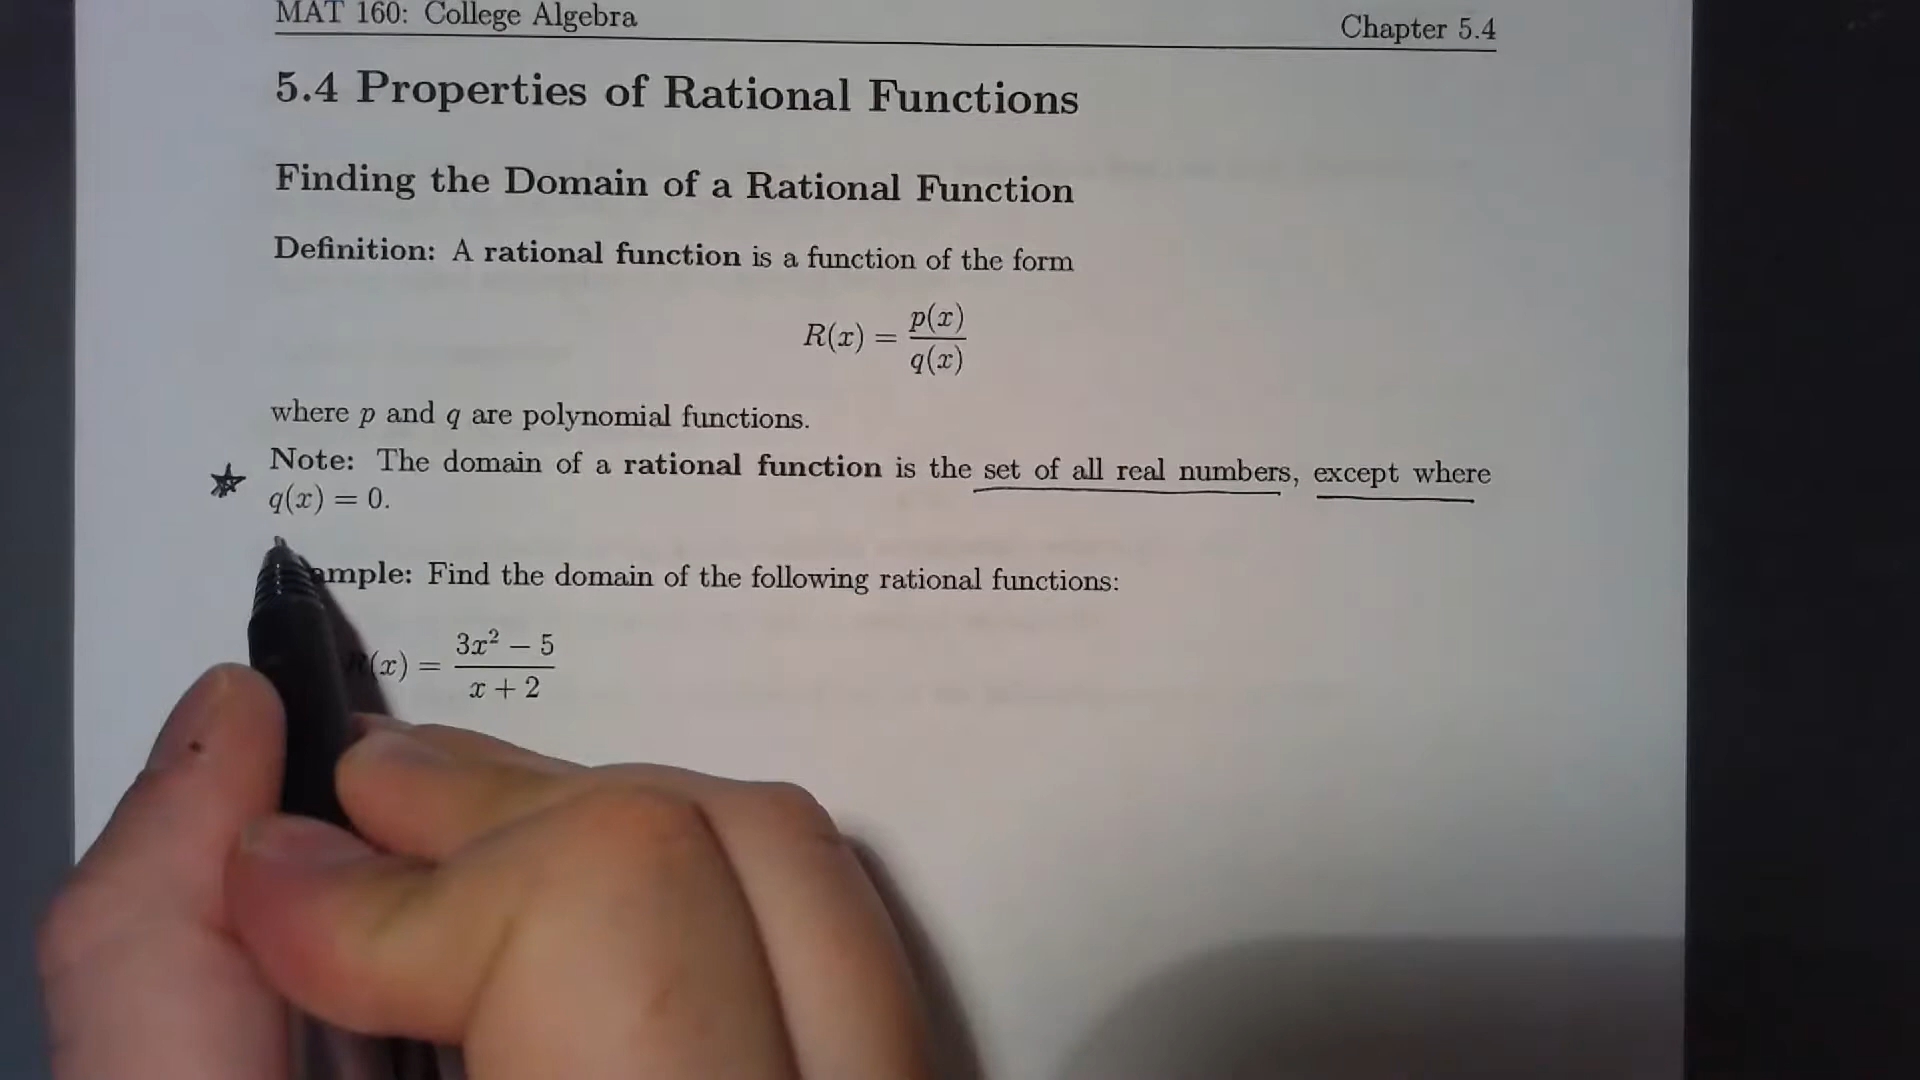 MAT 160: College Algebra
Chapter 5.4
5.4 Properties of Rational Functions
Finding the Domain of a Rational Function
Definition: A rational function is a function of the form
R(x) = p(x)/q(x)
where p and q are polynomial functions.
Note: The domain of a rational function is the set of all real numbers, except where
q(x) = 0.
ample: Find the domain of the following rational functions:
(x) = (3x² − 5)/(x + 2)